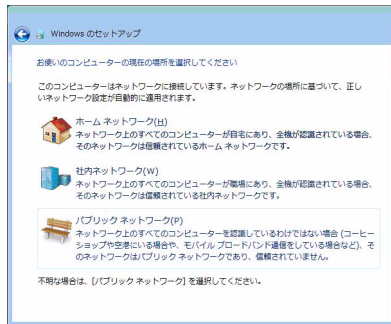 Windows のセットアップ
お使いのコンピューターの現在の場所を選択してください
このコンピューターはネットワークに接続しています。ネットワークの場所に基づいて、正し
いネットワーク設定が自動的に適用されます。
ホーム ネットワーク(H)
ネットワーク上のすべてのコンピューターが自宅にあり、全機が認識されている場合、
そのネットワークは信頼されているホーム ネットワークです。
社内ネットワーク(W)
ネットワーク上のすべてのコンピューターが職場にあり、全機が認識されている場合、
そのネットワークは信頼されている社内ネットワークです。
パブリック ネットワーク(P)
ネットワーク上のすべてのコンピューターを認識しているわけではない場合 (コーヒー
ショップや空港にいる場合や、モバイル ブロードバンド通信をしている場合など)、そ
のネットワークはパブリック ネットワークであり、信頼されていません。
不明な場合は、[パブリック ネットワーク] を選択してください。